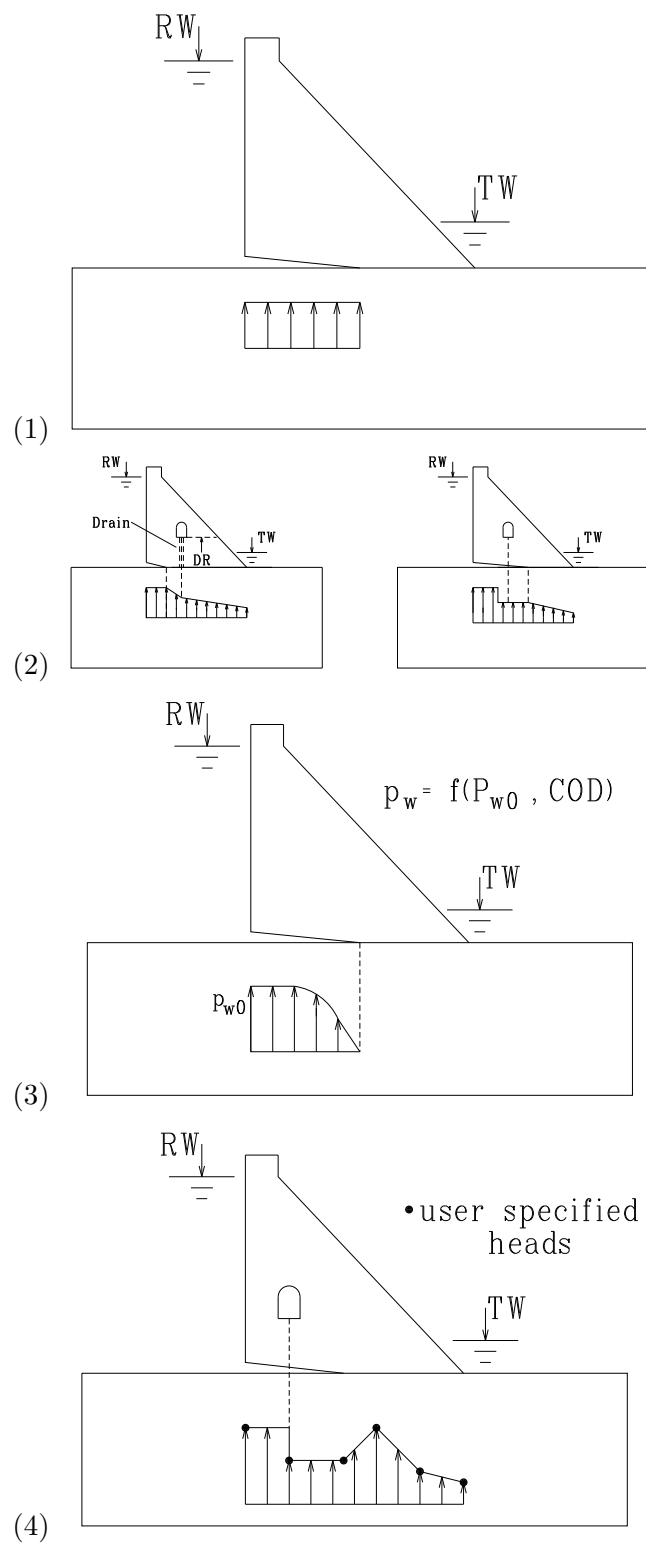 RW
TW
(1)
RW
Drain
TW
DR
RW
TW
(2)
RW
p_w = f(P_w0 , COD)
TW
p_w0
(3)
RW
•user specified
heads
TW
(4)